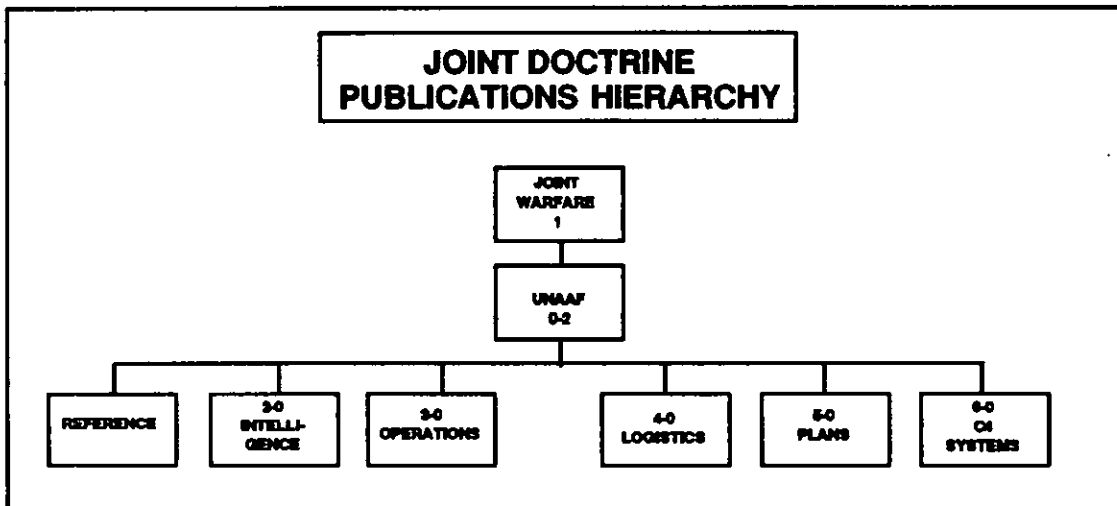 JOINT DOCTRINE
PUBLICATIONS HIERARCHY
JOINT
WARFARE
1
UNAAF
0-2
REFERENCE
2-0
INTELLI-
GENCE
3-0
OPERATIONS
4-0
LOGISTICS
5-0
PLANS
6-0
C4
SYSTEMS